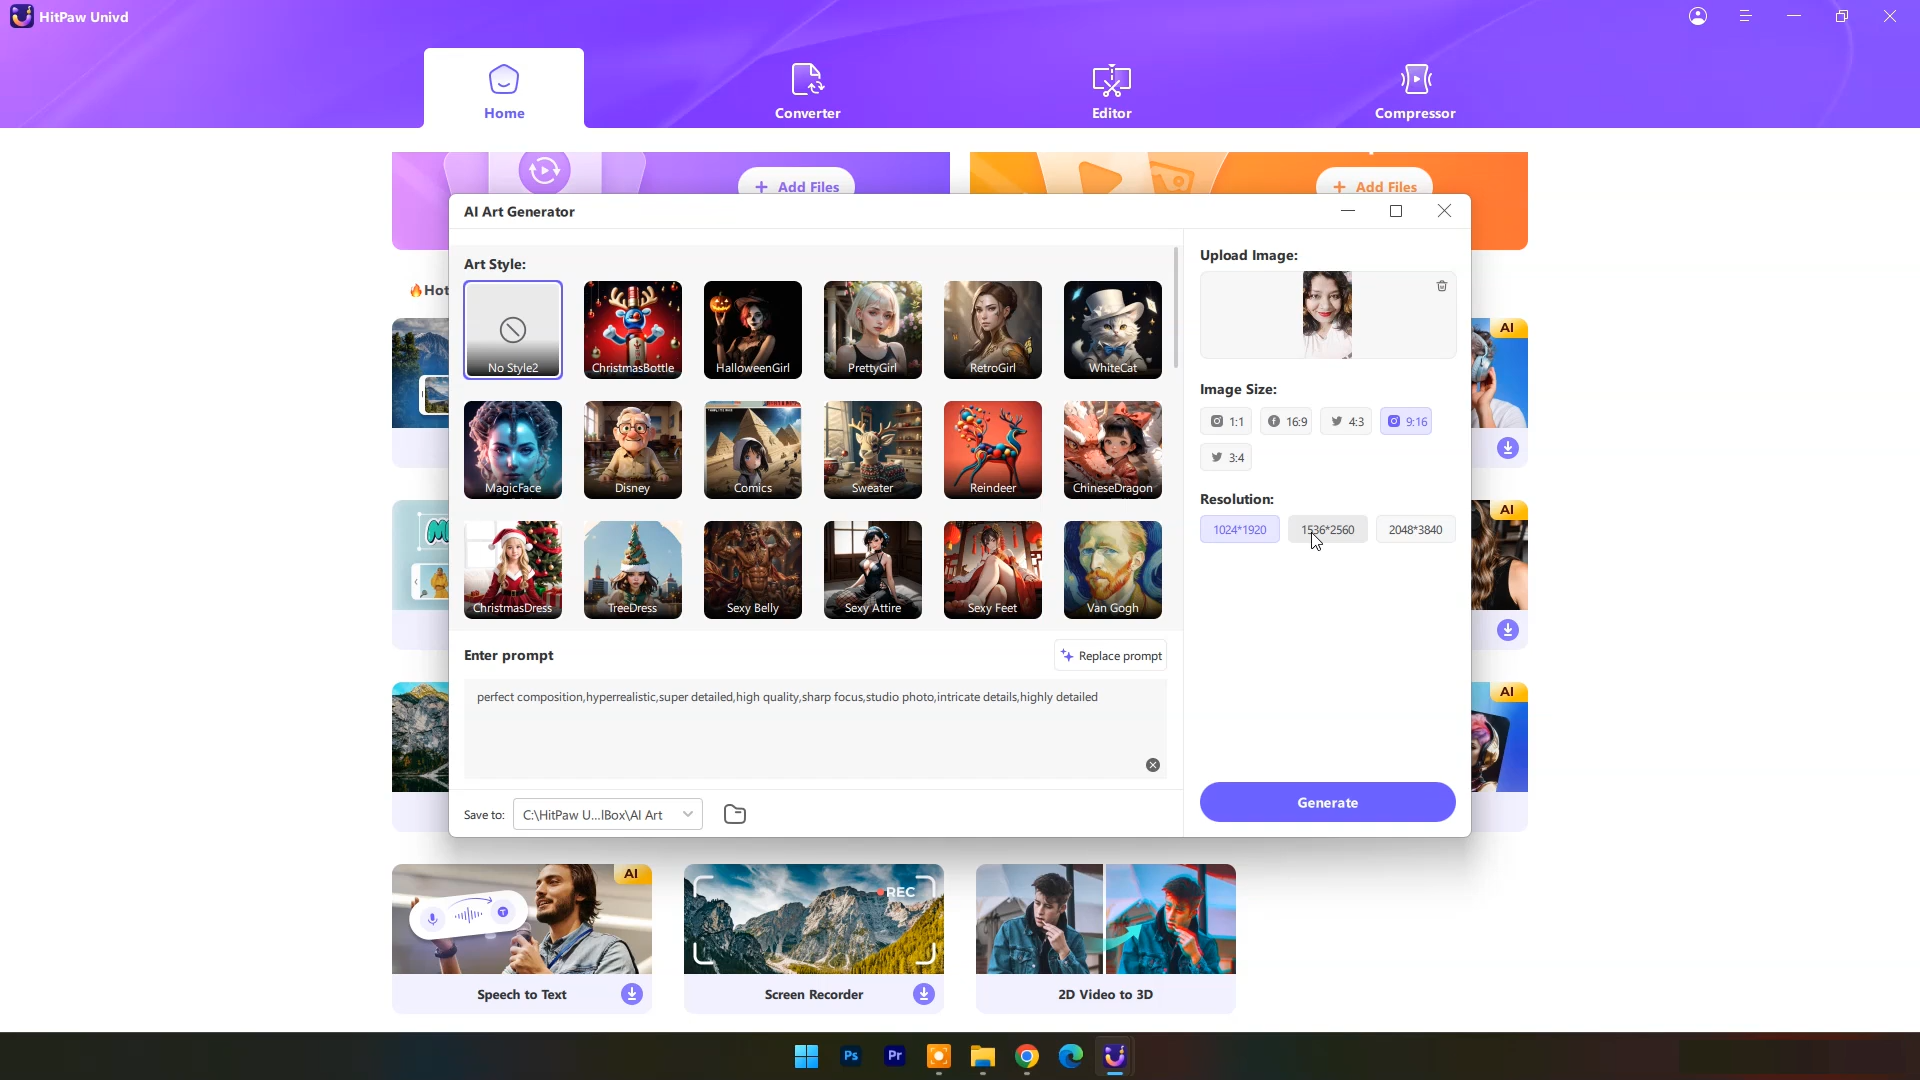 HitPaw Univd
Home
Converter
Editor
Compressor
+ Add Files
+ Add Files
AI Art Generator
Art Style:
Upload Image:
Hot
No Style2
ChristmasBottle
HalloweenGirl
PrettyGirl
RetroGirl
WhiteCat
AI
Image Size:
1:1
16:9
4:3
9:16
3:4
MagicFace
Disney
Comics
Sweater
Reindeer
ChineseDragon
Resolution:
1024*1920
1536*2560
2048*3840
AI
ChristmasDress
TreeDress
Sexy Belly
Sexy Attire
Sexy Feet
Van Gogh
Enter prompt
Replace prompt
perfect composition,hyperrealistic,super detailed,high quality,sharp focus,studio photo,intricate details,highly detailed
AI
Save to:
C:\HitPaw U...lBox\AI Art
Generate
AI
REC
T
Speech to Text
Screen Recorder
2D Video to 3D
Ps
Pr